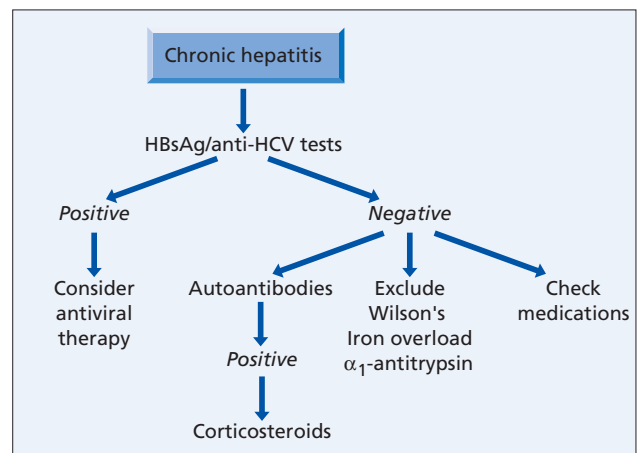 Chronic hepatitis
HBsAg/anti-HCV tests
Positive
Negative
Consider
antiviral
therapy
Autoantibodies
Positive
Corticosteroids
Exclude
Wilson's
Iron overload
α1-antitrypsin
Check
medications